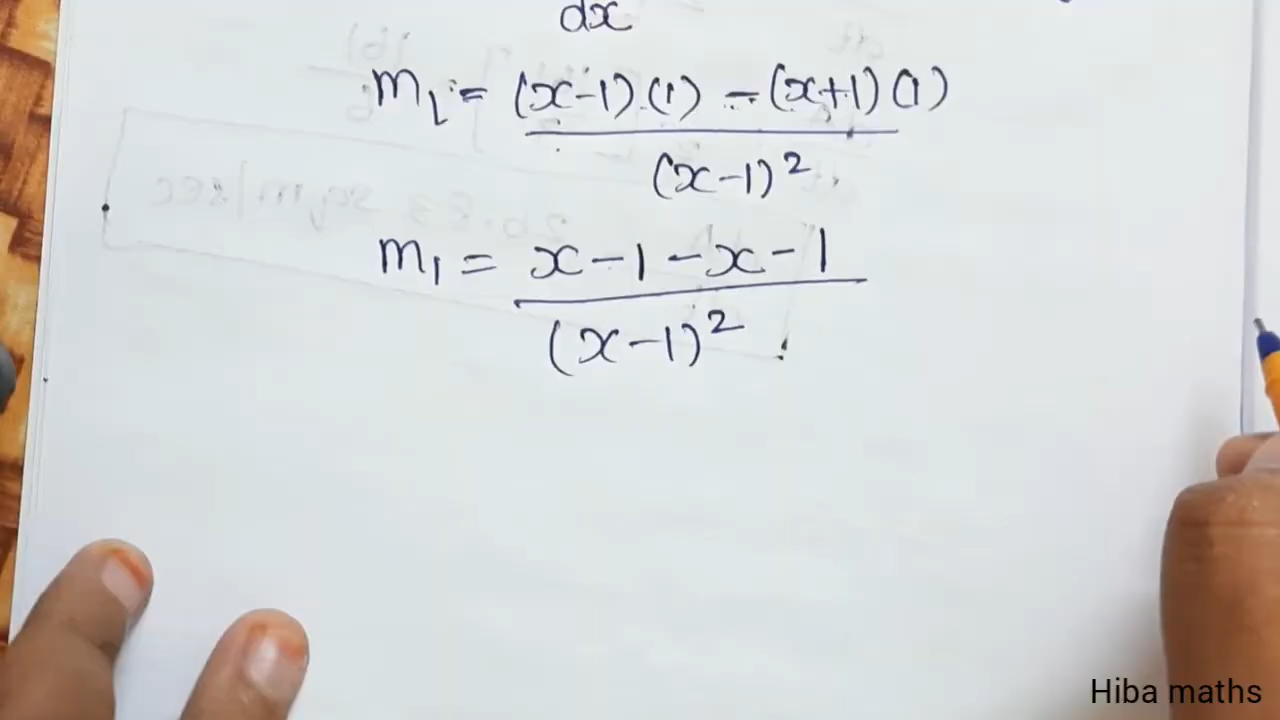 dx
m₁ = (x-1).(1) - (x+1)(1)
(x-1)²
m₁ = x-1-x-1
(x-1)²
Hiba maths